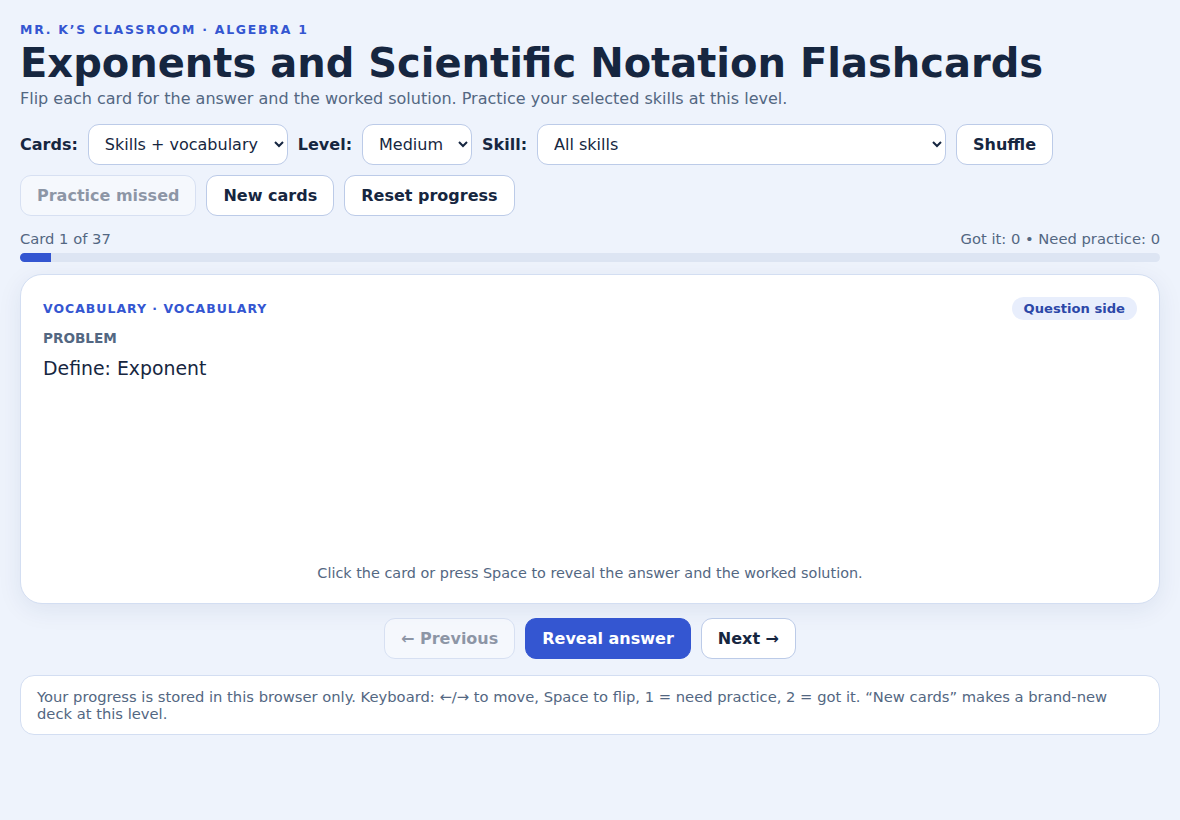 MR. K’S CLASSROOM · ALGEBRA 1
Exponents and Scientific Notation Flashcards
Flip each card for the answer and the worked solution. Practice your selected skills at this level.
Cards: Skills + vocabulary Level: Medium Skill: All skills Shuffle
Practice missed New cards Reset progress
Card 1 of 37 Got it: 0 • Need practice: 0
VOCABULARY · VOCABULARY Question side
PROBLEM
Define: Exponent
Click the card or press Space to reveal the answer and the worked solution.
← Previous Reveal answer Next →
Your progress is stored in this browser only. Keyboard: ←/→ to move, Space to flip, 1 = need practice, 2 = got it. “New cards” makes a brand-new
deck at this level.